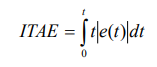 ITAE = ∫₀ᵗ t|e(t)|dt